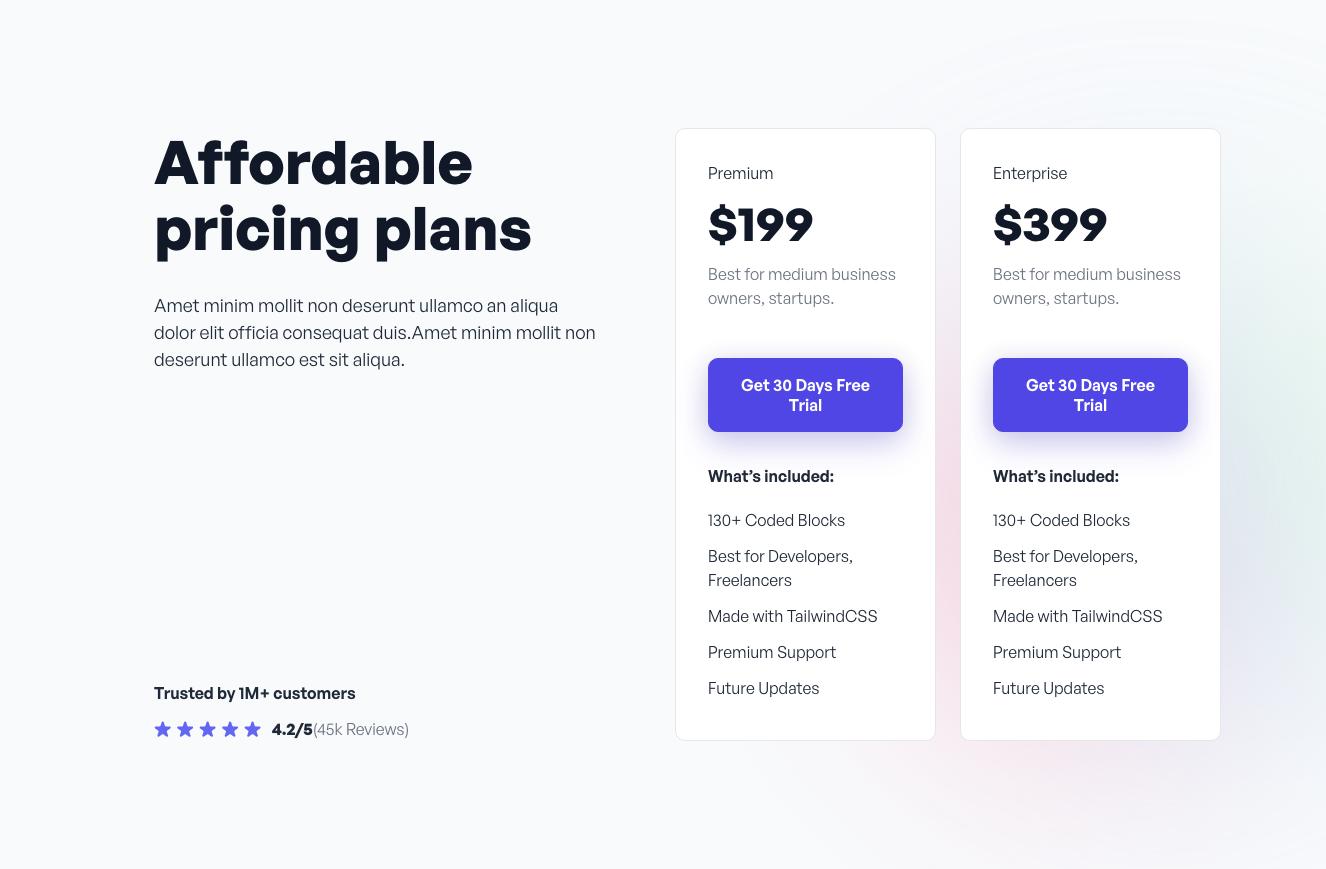 Affordable
pricing plans
Amet minim mollit non deserunt ullamco an aliqua
dolor elit officia consequat duis.Amet minim mollit non
deserunt ullamco est sit aliqua.
Trusted by 1M+ customers
4.2/5(45k Reviews)
Premium
$199
Best for medium business
owners, startups.
Get 30 Days Free
Trial
What’s included:
130+ Coded Blocks
Best for Developers,
Freelancers
Made with TailwindCSS
Premium Support
Future Updates
Enterprise
$399
Best for medium business
owners, startups.
Get 30 Days Free
Trial
What’s included:
130+ Coded Blocks
Best for Developers,
Freelancers
Made with TailwindCSS
Premium Support
Future Updates